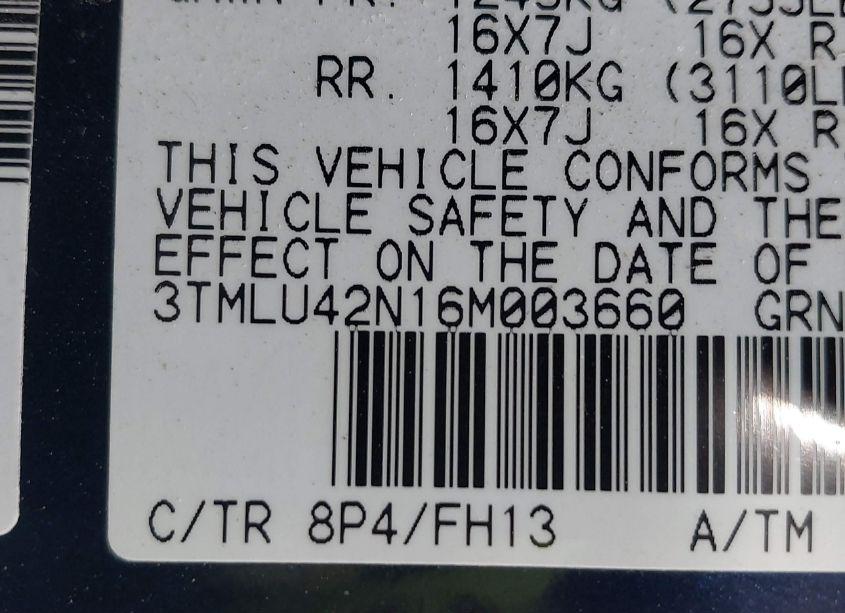 16X7J 16X R
RR. 1410KG (3110L
16X7J 16X R
THIS VEHICLE CONFORMS
VEHICLE SAFETY AND THE
EFFECT ON THE DATE OF
3TMLU42N16M003660 GRN
C/TR 8P4/FH13 A/TM